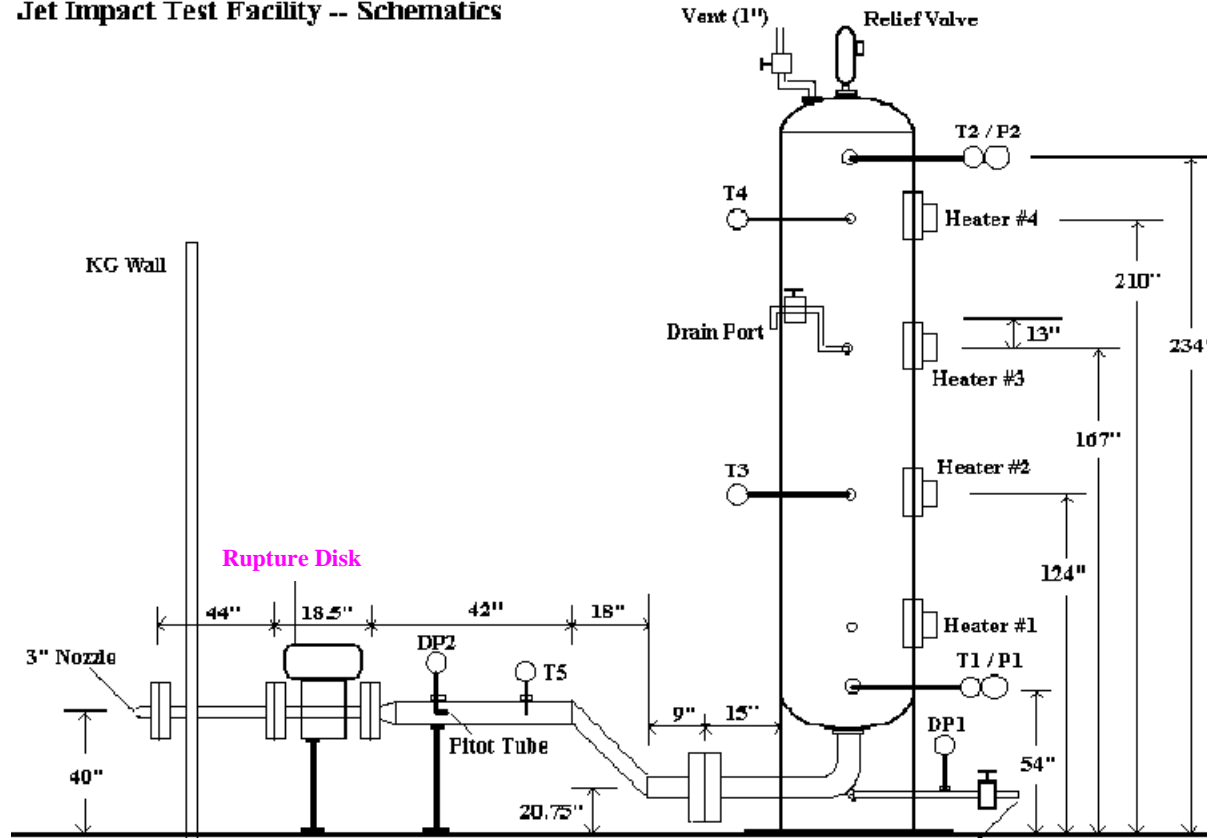 Jet Impact Test Facility -- Schematics
Vent (1")
Relief Valve
T2 / P2
T4
Heater #4
KG Wall
210"
Drain Port
13"
234"
Heater #3
167"
T3
Heater #2
Rupture Disk
124"
44"
18.5"
42"
18"
Heater #1
DP2
3" Nozzle
T5
T1 / P1
9"
15"
DP1
Pitot Tube
40"
54"
20.75"